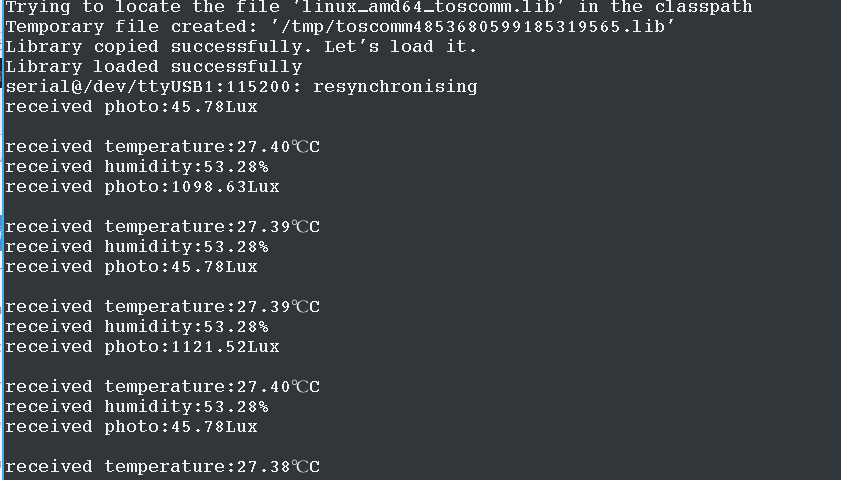 Trying to locate the file 'linux_amd64_toscomm.lib' in the classpath
Temporary file created: '/tmp/toscomm4853680599185319565.lib'
Library copied successfully. Let's load it.
Library loaded successfully
serial@/dev/ttyUSB1:115200: resynchronising
received photo:45.78Lux
received temperature:27.40℃C
received humidity:53.28%
received photo:1098.63Lux
received temperature:27.39℃C
received humidity:53.28%
received photo:45.78Lux
received temperature:27.39℃C
received humidity:53.28%
received photo:1121.52Lux
received temperature:27.40℃C
received humidity:53.28%
received photo:45.78Lux
received temperature:27.38℃C